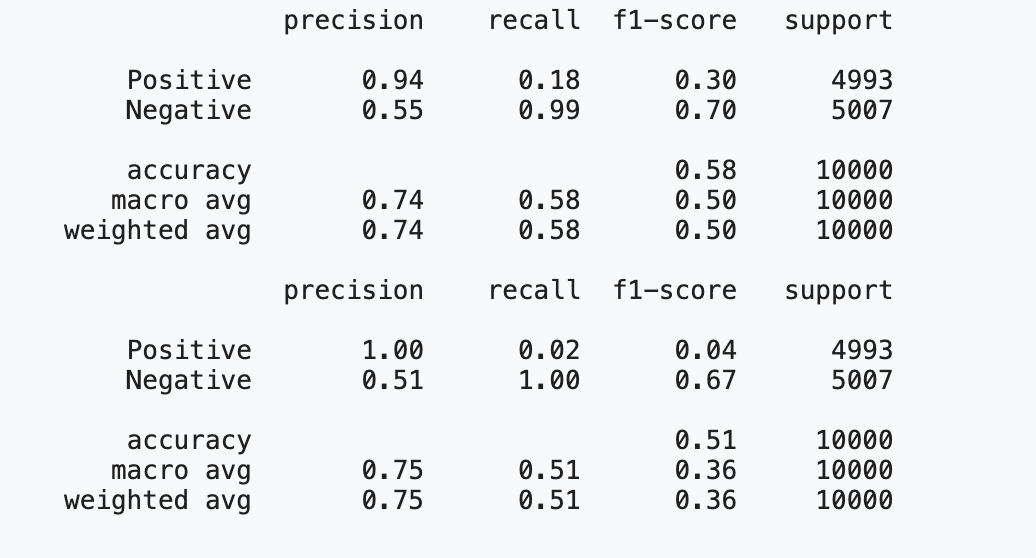 precision recall f1-score support
Positive 0.94 0.18 0.30 4993
Negative 0.55 0.99 0.70 5007
accuracy 0.58 10000
macro avg 0.74 0.58 0.50 10000
weighted avg 0.74 0.58 0.50 10000
precision recall f1-score support
Positive 1.00 0.02 0.04 4993
Negative 0.51 1.00 0.67 5007
accuracy 0.51 10000
macro avg 0.75 0.51 0.36 10000
weighted avg 0.75 0.51 0.36 10000